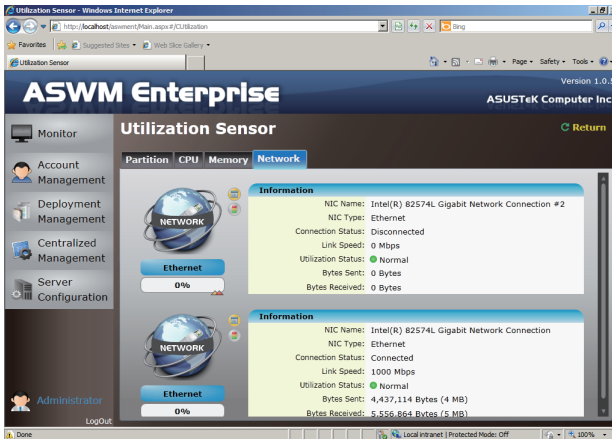 Utilization Sensor - Windows Internet Explorer
http://localhost/aswment/Main.aspx#/CUtilization
Bing
Favorites Suggested Sites Web Slice Gallery
Utilization Sensor
Page Safety Tools
ASWM Enterprise
Version 1.0.
ASUSTeK Computer Inc
Monitor
Account Management
Deployment Management
Centralized Management
Server Configuration
Administrator
LogOut
Utilization Sensor
Return
Partition CPU Memory Network
NETWORK
Ethernet
0%
Information
NIC Name: Intel(R) 82574L Gigabit Network Connection #2
NIC Type: Ethernet
Connection Status: Disconnected
Link Speed: 0 Mbps
Utilization Status: Normal
Bytes Sent: 0 Bytes
Bytes Received: 0 Bytes
NETWORK
Ethernet
0%
Information
NIC Name: Intel(R) 82574L Gigabit Network Connection
NIC Type: Ethernet
Connection Status: Connected
Link Speed: 1000 Mbps
Utilization Status: Normal
Bytes Sent: 4,437,114 Bytes (4 MB)
Bytes Received: 5,556,864 Bytes (5 MB)
Done
Local intranet | Protected Mode: Off
100%